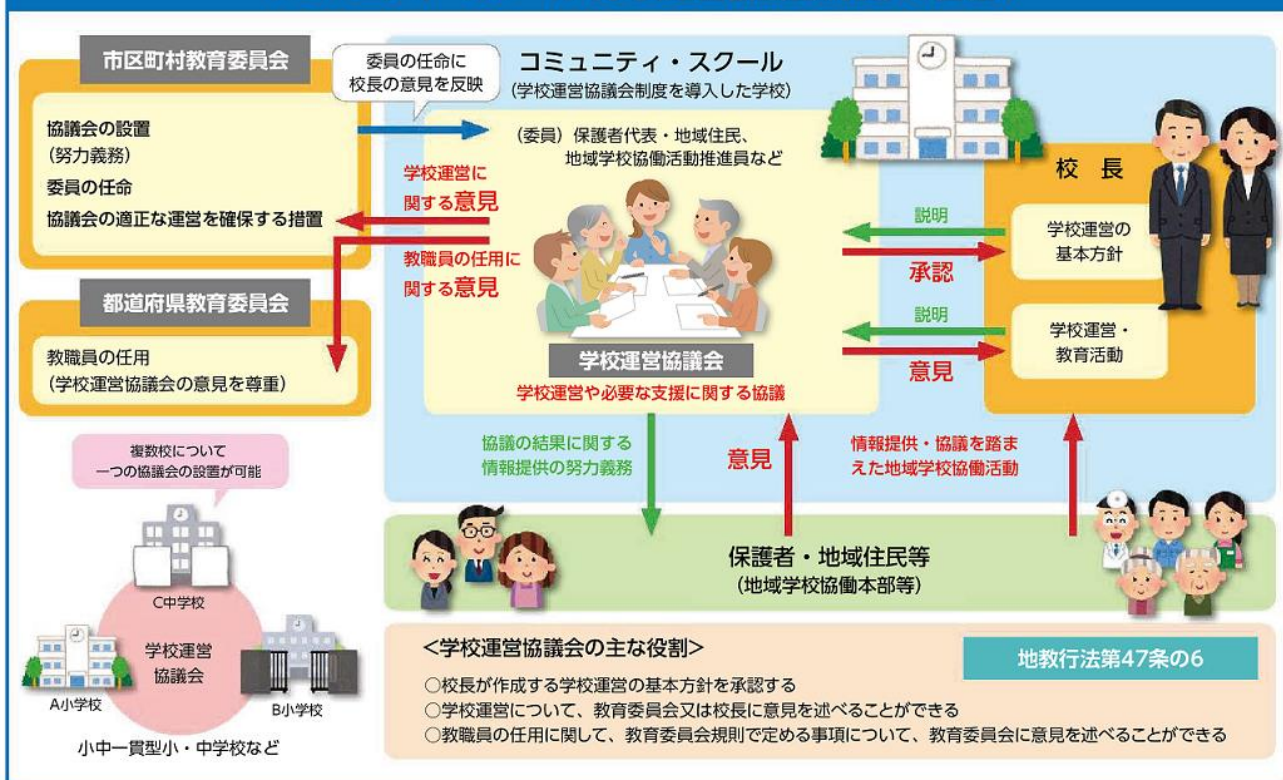 市区町村教育委員会
協議会の設置
(努力義務)
委員の任命
協議会の適正な運営を確保する措置
都道府県教育委員会
教職員の任用
(学校運営協議会の意見を尊重)
委員の任命に
校長の意見を反映
コミュニティ・スクール
(学校運営協議会制度を導入した学校)
(委員)保護者代表・地域住民、
地域学校協働活動推進員など
学校運営に
関する意見
教職員の任用に
関する意見
学校運営協議会
学校運営や必要な支援に関する協議
説明
承認
説明
意見
校 長
学校運営の
基本方針
学校運営・
教育活動
協議の結果に関する
情報提供の努力義務
意見
情報提供・協議を踏ま
えた地域学校協働活動
保護者・地域住民等
(地域学校協働本部等)
複数校について
一つの協議会の設置が可能
C中学校
学校運営
協議会
A小学校
B小学校
小中一貫型小・中学校など
<学校運営協議会の主な役割>
地教行法第47条の6
○校長が作成する学校運営の基本方針を承認する
○学校運営について、教育委員会又は校長に意見を述べることができる
○教職員の任用に関して、教育委員会規則で定める事項について、教育委員会に意見を述べることができる